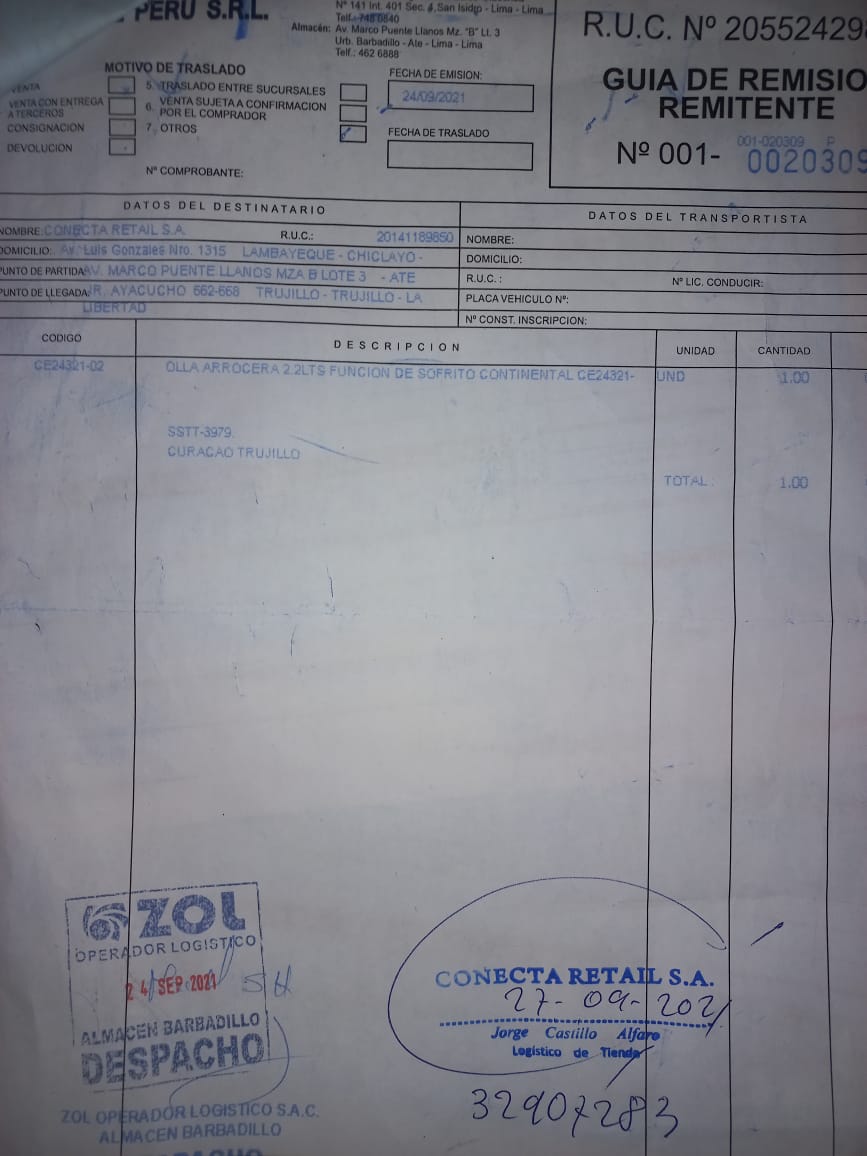 PERU S.R.L.
Nº 141 Int. 401 Sec. 4, San Isidro - Lima - Lima
Telf.: 748 0840
Almacén: Av. Marco Puente Llanos Mz. "B" Lt. 3
Urb. Barbadillo - Ate - Lima - Lima
Telf.: 462 6888
R.U.C. Nº 20552429
GUIA DE REMISIO
REMITENTE
001-020309 P
Nº 001- 0020309
MOTIVO DE TRASLADO
VENTA
VENTA CON ENTREGA
A TERCEROS
CONSIGNACION
DEVOLUCION
5. TRASLADO ENTRE SUCURSALES
6. VENTA SUJETA A CONFIRMACION
POR EL COMPRADOR
7. OTROS
Nº COMPROBANTE:
FECHA DE EMISION:
24/09/2021
FECHA DE TRASLADO
DATOS DEL DESTINATARIO
NOMBRE: CONECTA RETAIL S.A. R.U.C.: 20141189850
DOMICILIO: Av. Luis Gonzales Nro. 1315 LAMBAYEQUE - CHICLAYO -
PUNTO DE PARTIDA: AV. MARCO PUENTE LLANOS MZA B LOTE 3 - ATE
PUNTO DE LLEGADA: JR. AYACUCHO 662-668 TRUJILLO - TRUJILLO - LA
LIBERTAD
DATOS DEL TRANSPORTISTA
NOMBRE:
DOMICILIO:
R.U.C. : Nº LIC. CONDUCIR:
PLACA VEHICULO Nº:
Nº CONST. INSCRIPCION:
CODIGO DESCRIPCION UNIDAD CANTIDAD
CE24321-02 OLLA ARROCERA 2.2LTS FUNCION DE SOFRITO CONTINENTAL CE24321- UND 1.00
SSTT-3979.
CURACAO TRUJILLO
TOTAL : 1.00
ZOL
OPERADOR LOGISTICO
24 SEP 2021
ALMACEN BARBADILLO
DESPACHO
ZOL OPERADOR LOGISTICO S.A.C.
ALMACEN BARBADILLO
CONECTA RETAIL S.A.
27-09-2021
Jorge Castillo Alfaro
Logístico de Tienda
32907283